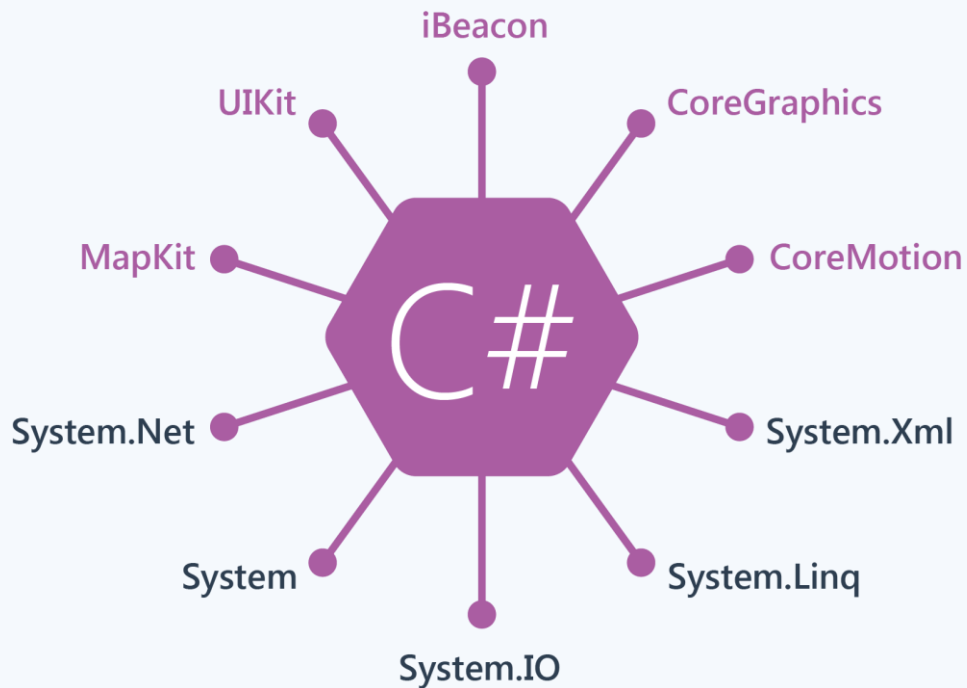 iBeacon
UIKit
CoreGraphics
MapKit
CoreMotion
C#
System.Net
System.Xml
System
System.Linq
System.IO